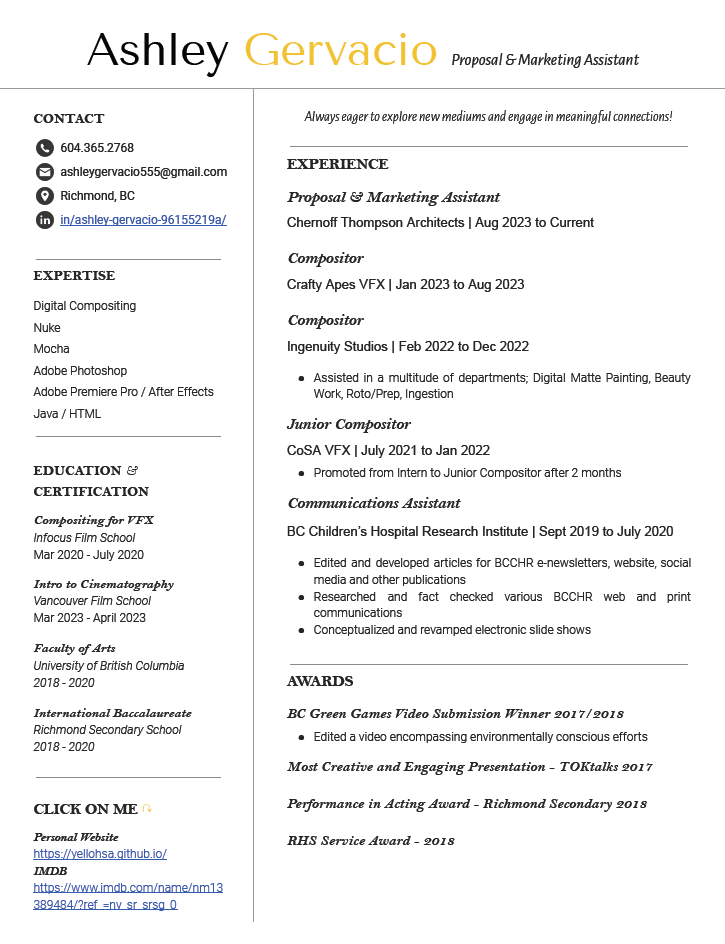 Ashley Gervacio Proposal & Marketing Assistant
CONTACT
604.365.2768
ashleygervacio555@gmail.com
Richmond, BC
in/ashley-gervacio-96155219a/
EXPERTISE
Digital Compositing
Nuke
Mocha
Adobe Photoshop
Adobe Premiere Pro / After Effects
Java / HTML
EDUCATION &
CERTIFICATION
Compositing for VFX
Infocus Film School
Mar 2020 - July 2020
Intro to Cinematography
Vancouver Film School
Mar 2023 - April 2023
Faculty of Arts
University of British Columbia
2018 - 2020
International Baccalaureate
Richmond Secondary School
2018 - 2020
CLICK ON ME
Personal Website
https://yellohsa.github.io/
IMDB
https://www.imdb.com/name/nm13
389484/?ref_=nv_sr_srsg_0
Always eager to explore new mediums and engage in meaningful connections!
EXPERIENCE
Proposal & Marketing Assistant
Chernoff Thompson Architects | Aug 2023 to Current
Compositor
Crafty Apes VFX | Jan 2023 to Aug 2023
Compositor
Ingenuity Studios | Feb 2022 to Dec 2022
● Assisted in a multitude of departments; Digital Matte Painting, Beauty
Work, Roto/Prep, Ingestion
Junior Compositor
CoSA VFX | July 2021 to Jan 2022
● Promoted from Intern to Junior Compositor after 2 months
Communications Assistant
BC Children's Hospital Research Institute | Sept 2019 to July 2020
● Edited and developed articles for BCCHR e-newsletters, website, social
media and other publications
● Researched and fact checked various BCCHR web and print
communications
● Conceptualized and revamped electronic slide shows
AWARDS
BC Green Games Video Submission Winner 2017/2018
● Edited a video encompassing environmentally conscious efforts
Most Creative and Engaging Presentation - TOKtalks 2017
Performance in Acting Award - Richmond Secondary 2018
RHS Service Award - 2018